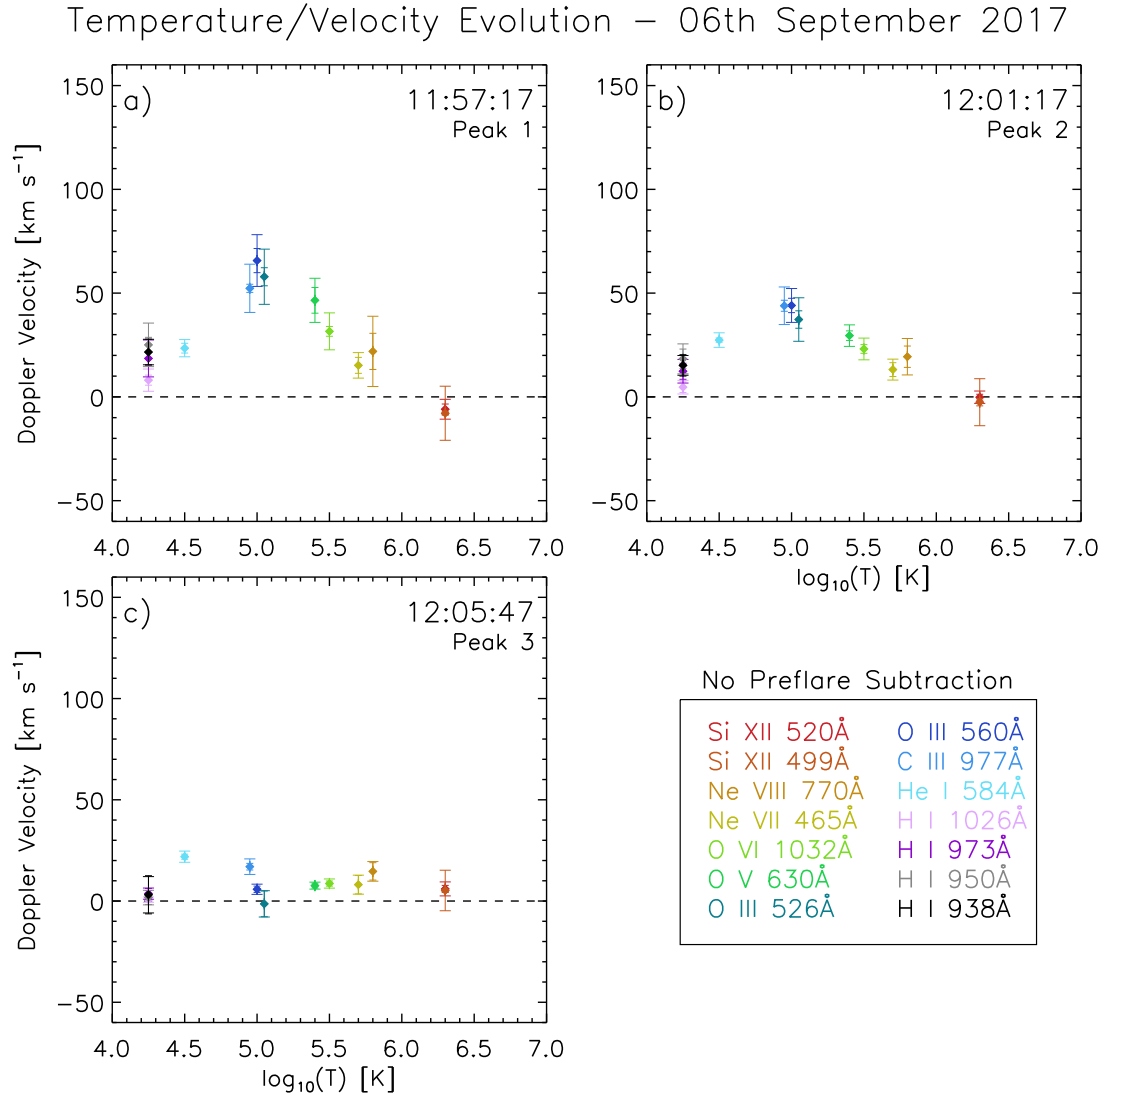 Temperature/Velocity Evolution – 06th September 2017
a)
11:57:17
Peak 1
150
100
50
0
−50
Doppler Velocity [km s⁻¹]
4.0 4.5 5.0 5.5 6.0 6.5 7.0
b)
12:01:17
Peak 2
150
100
50
0
−50
4.0 4.5 5.0 5.5 6.0 6.5 7.0
log₁₀(T) [K]
c)
12:05:47
Peak 3
150
100
50
0
−50
Doppler Velocity [km s⁻¹]
4.0 4.5 5.0 5.5 6.0 6.5 7.0
log₁₀(T) [K]
No Preflare Subtraction
Si XII 520Å
Si XII 499Å
Ne VIII 770Å
Ne VII 465Å
O VI 1032Å
O V 630Å
O III 526Å
O III 560Å
C III 977Å
He I 584Å
H I 1026Å
H I 973Å
H I 950Å
H I 938Å